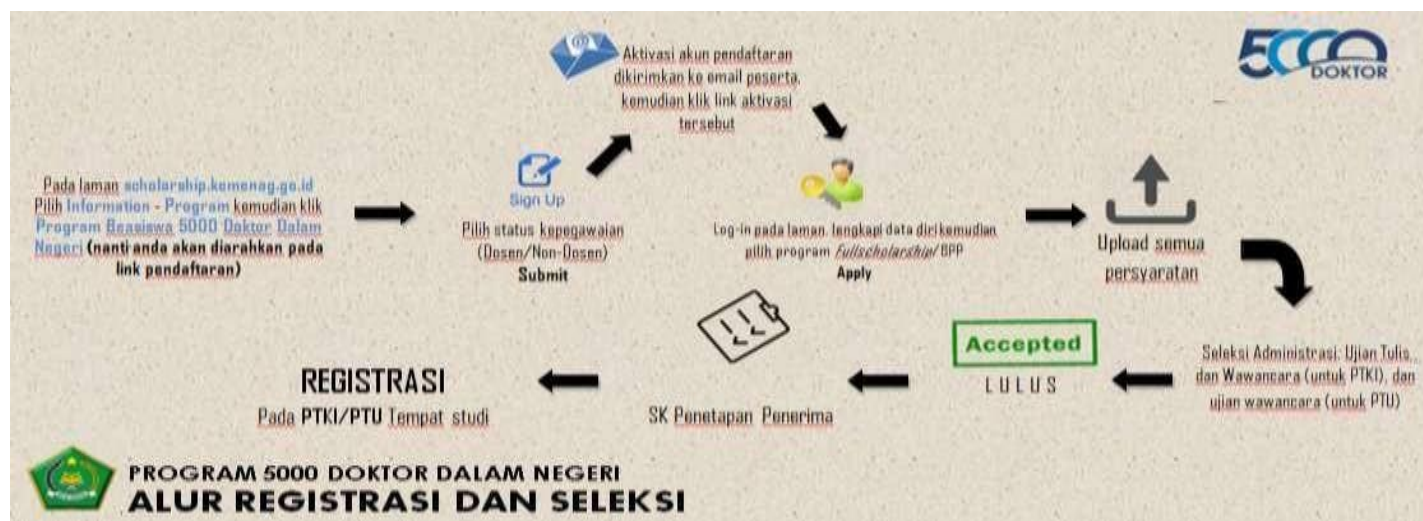 Pada laman scholarship.kemenag.go.id
Pilih Information - Program kemudian klik
Program Beasiswa 5000 Doktor Dalam
Negeri (nanti anda akan diarahkan pada
link pendaftaran)
Sign Up
Pilih status kepegawaian
(Dosen/Non-Dosen)
Submit
Aktivasi akun pendaftaran
dikirimkan ke email peserta,
kemudian klik link aktivasi
tersebut
Log-in pada laman, lengkapi data diri kemudian
pilih program Fullscholarship/ BPP
Apply
Upload semua
persyaratan
Seleksi Administrasi: Ujian Tulis,
dan Wawancara (untuk PTKI), dan
ujian wawancara (untuk PTU)
Accepted
LULUS
SK Penetapan Penerima
REGISTRASI
Pada PTKI/PTU Tempat studi
5000
DOKTOR
PROGRAM 5000 DOKTOR DALAM NEGERI
ALUR REGISTRASI DAN SELEKSI